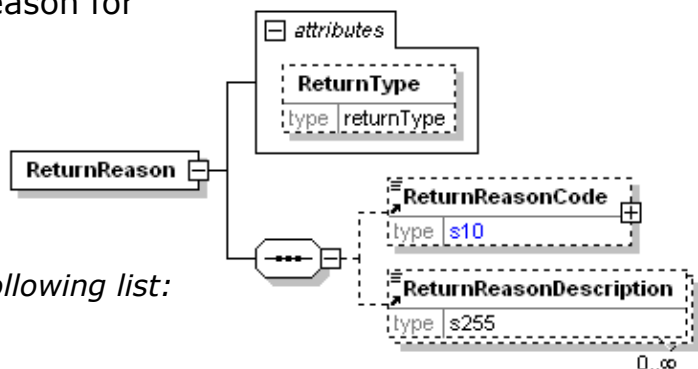 eason for
attributes
ReturnType
type returnType
ReturnReason
ReturnReasonCode
type s10
ollowing list:
ReturnReasonDescription
type s255
0..∞